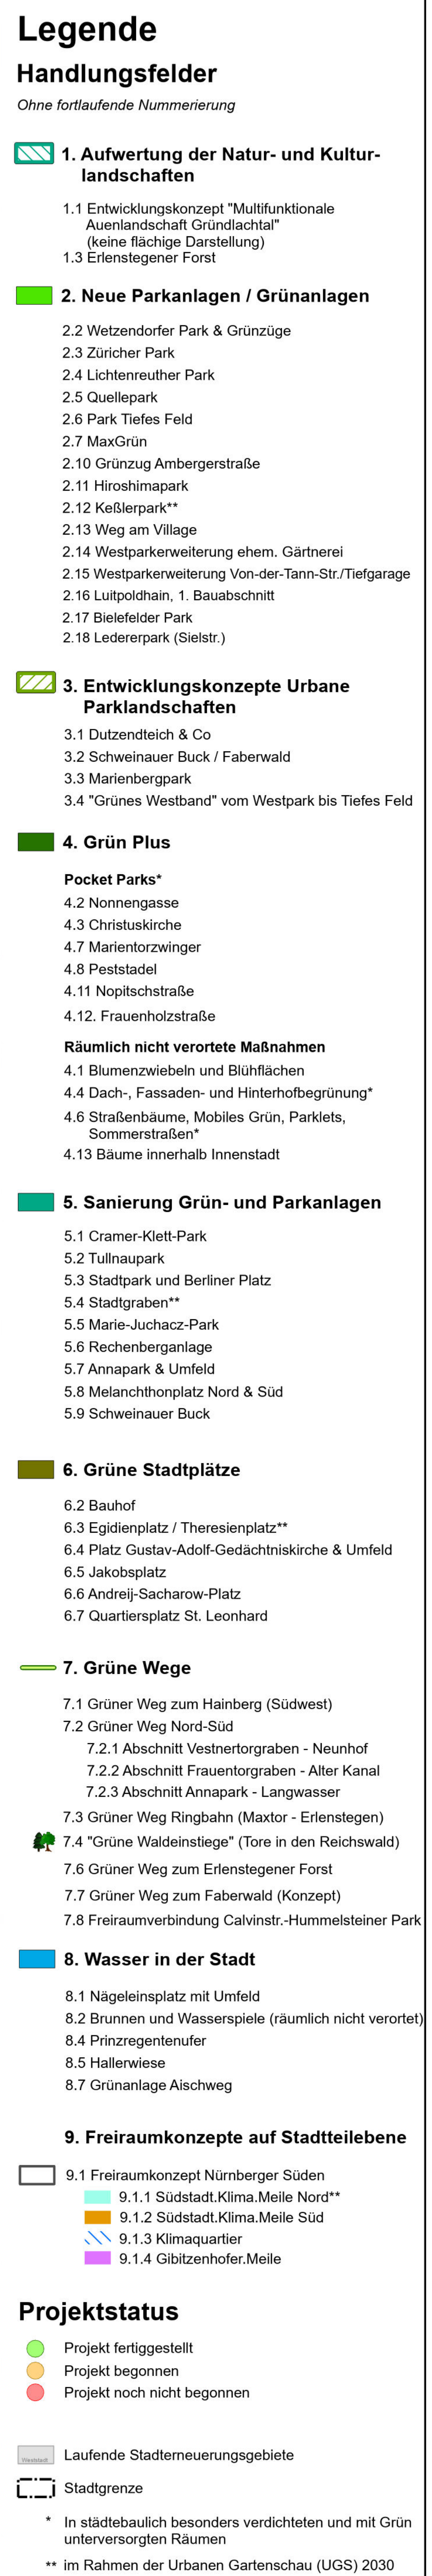 Legende
Handlungsfelder
Ohne fortlaufende Nummerierung
1. Aufwertung der Natur- und Kultur-
landschaften
1.1 Entwicklungskonzept "Multifunktionale
Auenlandschaft Gründlachtal"
(keine flächige Darstellung)
1.3 Erlenstegener Forst
2. Neue Parkanlagen / Grünanlagen
2.2 Wetzendorfer Park & Grünzüge
2.3 Züricher Park
2.4 Lichtenreuther Park
2.5 Quellepark
2.6 Park Tiefes Feld
2.7 MaxGrün
2.10 Grünzug Ambergerstraße
2.11 Hiroshimapark
2.12 Keßlerpark**
2.13 Weg am Village
2.14 Westparkerweiterung ehem. Gärtnerei
2.15 Westparkerweiterung Von-der-Tann-Str./Tiefgarage
2.16 Luitpoldhain, 1. Bauabschnitt
2.17 Bielefelder Park
2.18 Ledererpark (Sielstr.)
3. Entwicklungskonzepte Urbane
Parklandschaften
3.1 Dutzendteich & Co
3.2 Schweinauer Buck / Faberwald
3.3 Marienbergpark
3.4 "Grünes Westband" vom Westpark bis Tiefes Feld
4. Grün Plus
Pocket Parks*
4.2 Nonnengasse
4.3 Christuskirche
4.7 Marientorzwinger
4.8 Peststadel
4.11 Nopitschstraße
4.12. Frauenholzstraße
Räumlich nicht verortete Maßnahmen
4.1 Blumenzwiebeln und Blühflächen
4.4 Dach-, Fassaden- und Hinterhofbegrünung*
4.6 Straßenbäume, Mobiles Grün, Parklets,
Sommerstraßen*
4.13 Bäume innerhalb Innenstadt
5. Sanierung Grün- und Parkanlagen
5.1 Cramer-Klett-Park
5.2 Tullnaupark
5.3 Stadtpark und Berliner Platz
5.4 Stadtgraben**
5.5 Marie-Juchacz-Park
5.6 Rechenberganlage
5.7 Annapark & Umfeld
5.8 Melanchthonplatz Nord & Süd
5.9 Schweinauer Buck
6. Grüne Stadtplätze
6.2 Bauhof
6.3 Egidienplatz / Theresienplatz**
6.4 Platz Gustav-Adolf-Gedächtniskirche & Umfeld
6.5 Jakobsplatz
6.6 Andreij-Sacharow-Platz
6.7 Quartiersplatz St. Leonhard
7. Grüne Wege
7.1 Grüner Weg zum Hainberg (Südwest)
7.2 Grüner Weg Nord-Süd
7.2.1 Abschnitt Vestnertorgraben - Neunhof
7.2.2 Abschnitt Frauentorgraben - Alter Kanal
7.2.3 Abschnitt Annapark - Langwasser
7.3 Grüner Weg Ringbahn (Maxtor - Erlenstegen)
7.4 "Grüne Waldeinstiege" (Tore in den Reichswald)
7.6 Grüner Weg zum Erlenstegener Forst
7.7 Grüner Weg zum Faberwald (Konzept)
7.8 Freiraumverbindung Calvinstr.-Hummelsteiner Park
8. Wasser in der Stadt
8.1 Nägeleinsplatz mit Umfeld
8.2 Brunnen und Wasserspiele (räumlich nicht verortet)
8.4 Prinzregentenufer
8.5 Hallerwiese
8.7 Grünanlage Aischweg
9. Freiraumkonzepte auf Stadtteilebene
9.1 Freiraumkonzept Nürnberger Süden
9.1.1 Südstadt.Klima.Meile Nord**
9.1.2 Südstadt.Klima.Meile Süd
9.1.3 Klimaquartier
9.1.4 Gibitzenhofer.Meile
Projektstatus
Projekt fertiggestellt
Projekt begonnen
Projekt noch nicht begonnen
Weststadt Laufende Stadterneuerungsgebiete
Stadtgrenze
* In städtebaulich besonders verdichteten und mit Grün
unterversorgten Räumen
** im Rahmen der Urbanen Gartenschau (UGS) 2030